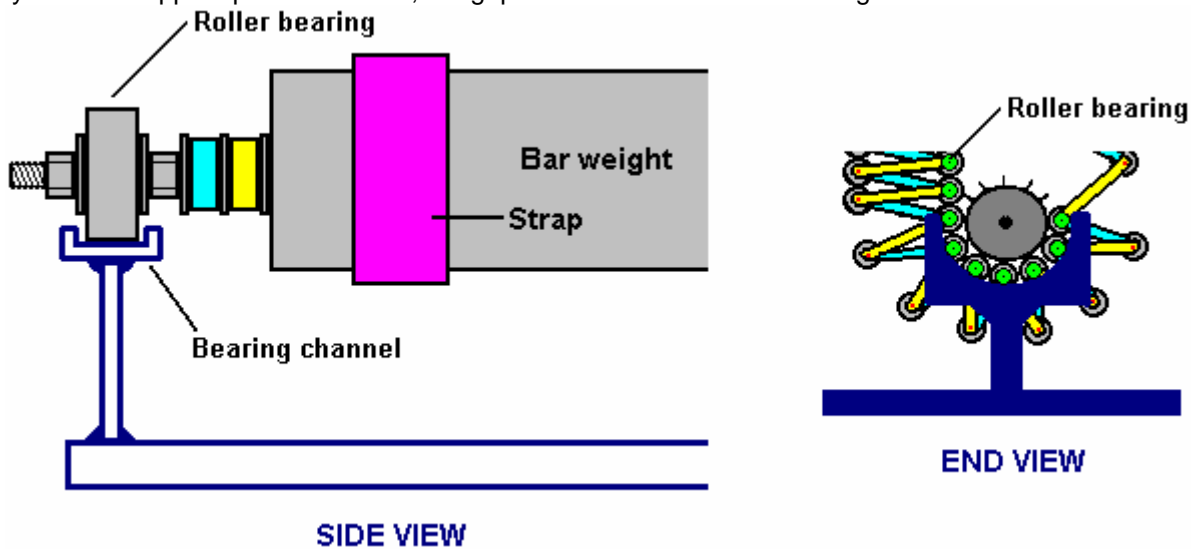 Roller bearing
Bar weight
Strap
Bearing channel
SIDE VIEW
Roller bearing
END VIEW